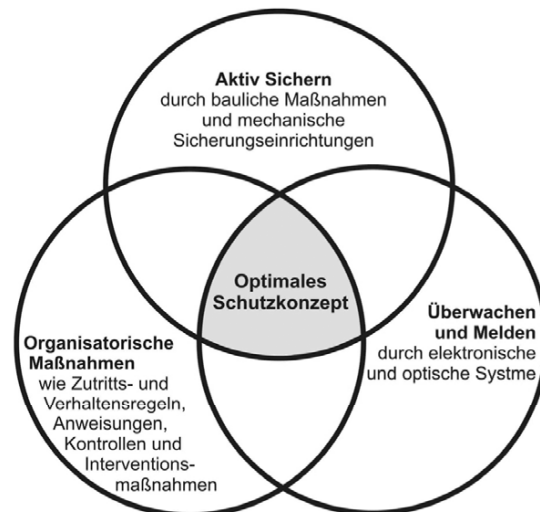 Aktiv Sichern
durch bauliche Maßnahmen
und mechanische
Sicherungseinrichtungen
Optimales
Schutzkonzept
Organisatorische
Maßnahmen
wie Zutritts- und
Verhaltensregeln,
Anweisungen,
Kontrollen und
Interventions-
maßnahmen
Überwachen
und Melden
durch elektronische
und optische Systme